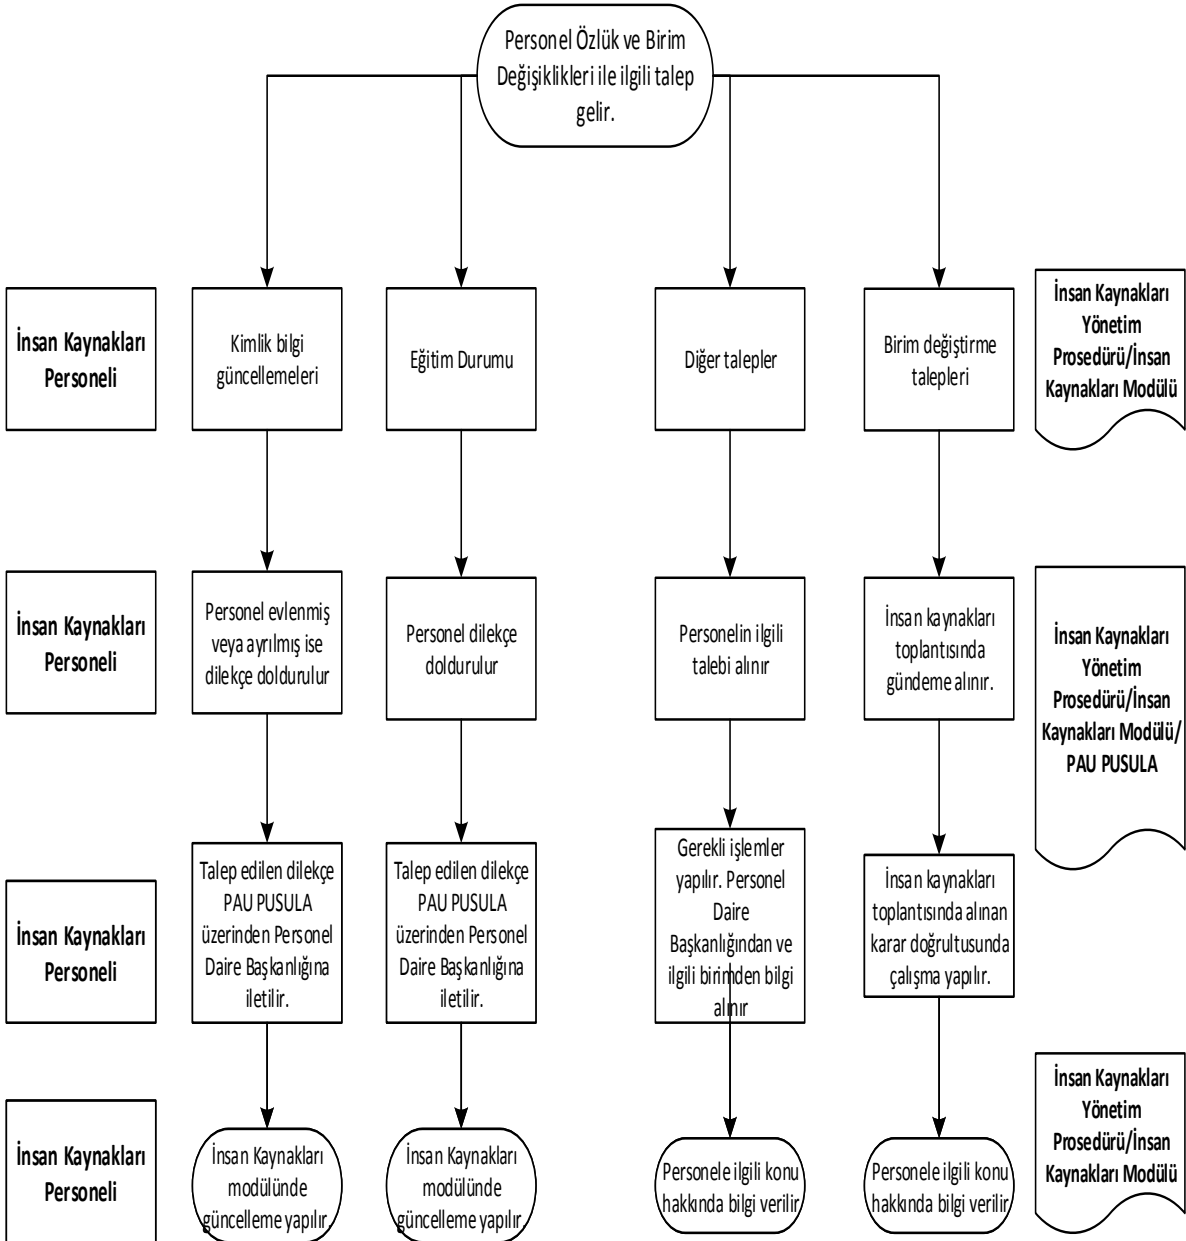 Personel Özlük ve Birim
Değişiklikleri ile ilgili talep
gelir.
İnsan Kaynakları
Personeli
Kimlik bilgi
güncellemeleri
Eğitim Durumu
Diğer talepler
Birim değiştirme
talepleri
İnsan Kaynakları
Yönetim
Prosedürü/İnsan
Kaynakları Modülü
İnsan Kaynakları
Personeli
Personel evlenmiş
veya ayrılmış ise
dilekçe doldurulur
Personel dilekçe
doldurulur
Personelin ilgili
talebi alınır
İnsan kaynakları
toplantısında
gündeme alınır.
İnsan Kaynakları
Yönetim
Prosedürü/İnsan
Kaynakları Modülü/
PAU PUSULA
İnsan Kaynakları
Personeli
Talep edilen dilekçe
PAU PUSULA
üzerinden Personel
Daire Başkanlığına
iletilir.
Talep edilen dilekçe
PAU PUSULA
üzerinden Personel
Daire Başkanlığına
iletilir.
Gerekli işlemler
yapılır. Personel
Daire
Başkanlığından ve
ilgili birimden bilgi
alınır
İnsan kaynakları
toplantısında alınan
karar doğrultusunda
çalışma yapılır.
İnsan Kaynakları
Personeli
İnsan Kaynakları
modülünde
güncelleme yapılır.
İnsan Kaynakları
modülünde
güncelleme yapılır.
Personele ilgili konu
hakkında bilgi verilir
Personele ilgili konu
hakkında bilgi verilir
İnsan Kaynakları
Yönetim
Prosedürü/İnsan
Kaynakları Modülü